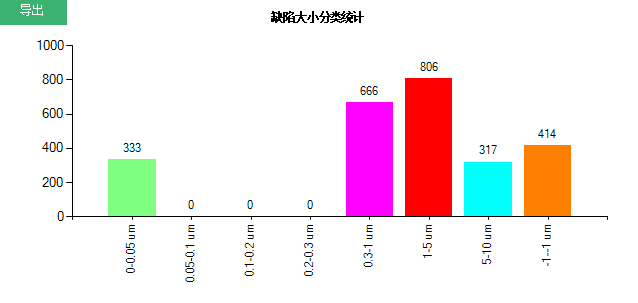 导出
缺陷大小分类统计
1000
800
600
400
200
0
333
0
0
0
666
806
317
414
0-0.05 um
0.05-0.1 um
0.1-0.2 um
0.2-0.3 um
0.3-1 um
1-5 um
5-10 um
-1--1 um